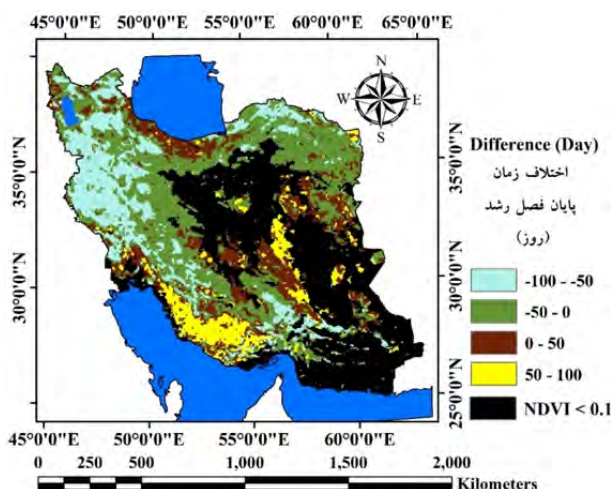 45°0'0"E 50°0'0"E 55°0'0"E 60°0'0"E 65°0'0"E
N
W E
S
35°0'0"N
30°0'0"N
35°0'0"N
30°0'0"N
25°0'0"N
Difference (Day)
اختلاف زمان
پایان فصل رشد
(روز)
-100 - -50
-50 - 0
0 - 50
50 - 100
NDVI < 0.1
45°0'0"E 50°0'0"E 55°0'0"E 60°0'0"E
0 250 500 1,000 1,500 2,000
Kilometers